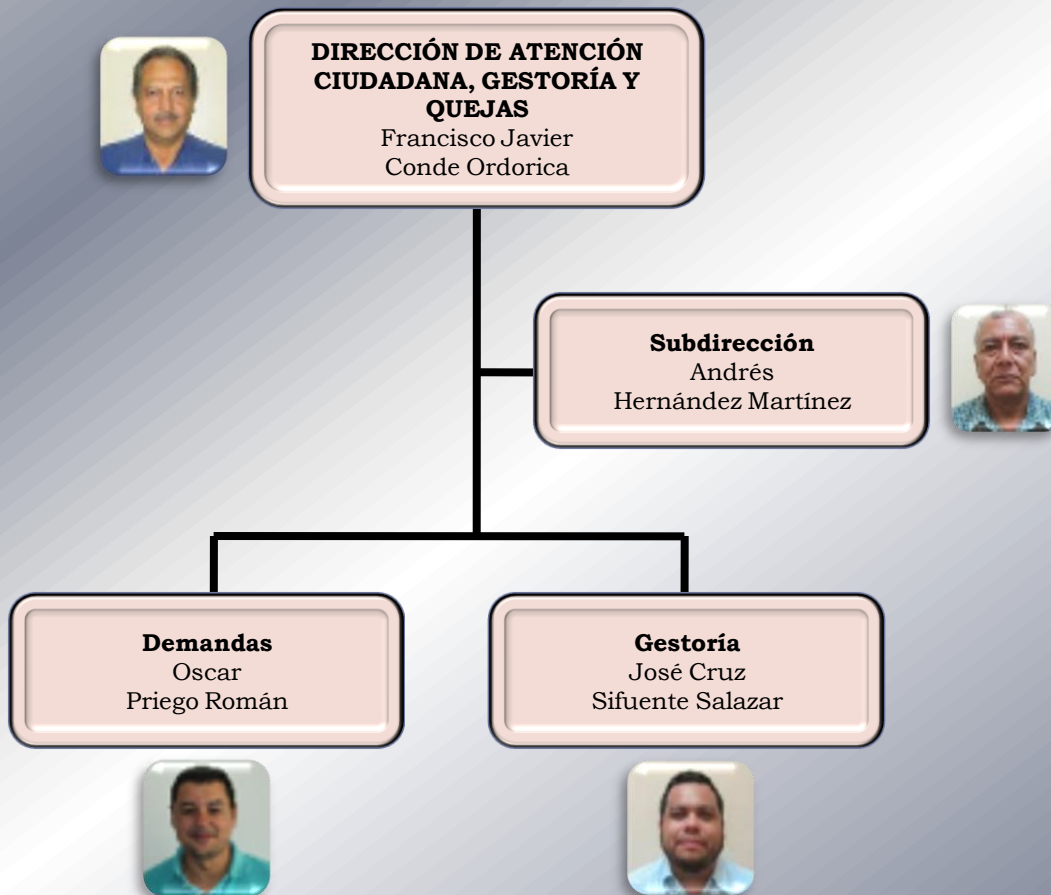 DIRECCIÓN DE ATENCIÓN
CIUDADANA, GESTORÍA Y
QUEJAS
Francisco Javier
Conde Ordorica
Subdirección
Andrés
Hernández Martínez
Demandas
Oscar
Priego Román
Gestoría
José Cruz
Sifuente Salazar